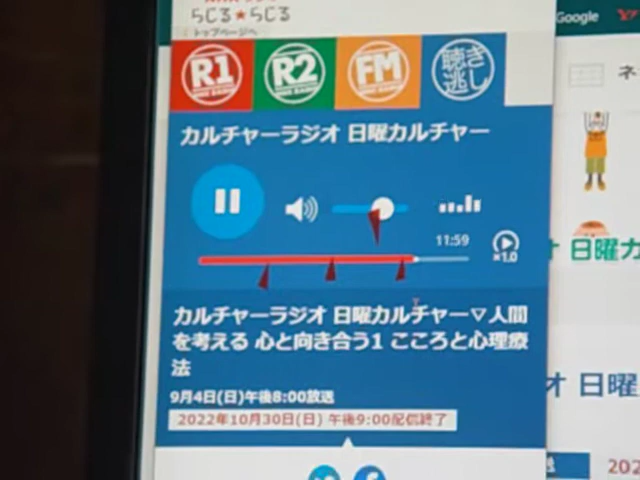 らじる★らじる
トップページへ
R1
R2
FM
聴き逃し
カルチャーラジオ 日曜カルチャー
11:59
×1.0
カルチャーラジオ 日曜カルチャー▽人間
を考える 心と向き合う1 こころと心理療
法
9月4日(日)午後8:00放送
2022年10月30日(日) 午後9:00配信終了
Google
ネ
日曜カ
オ 日曜
202